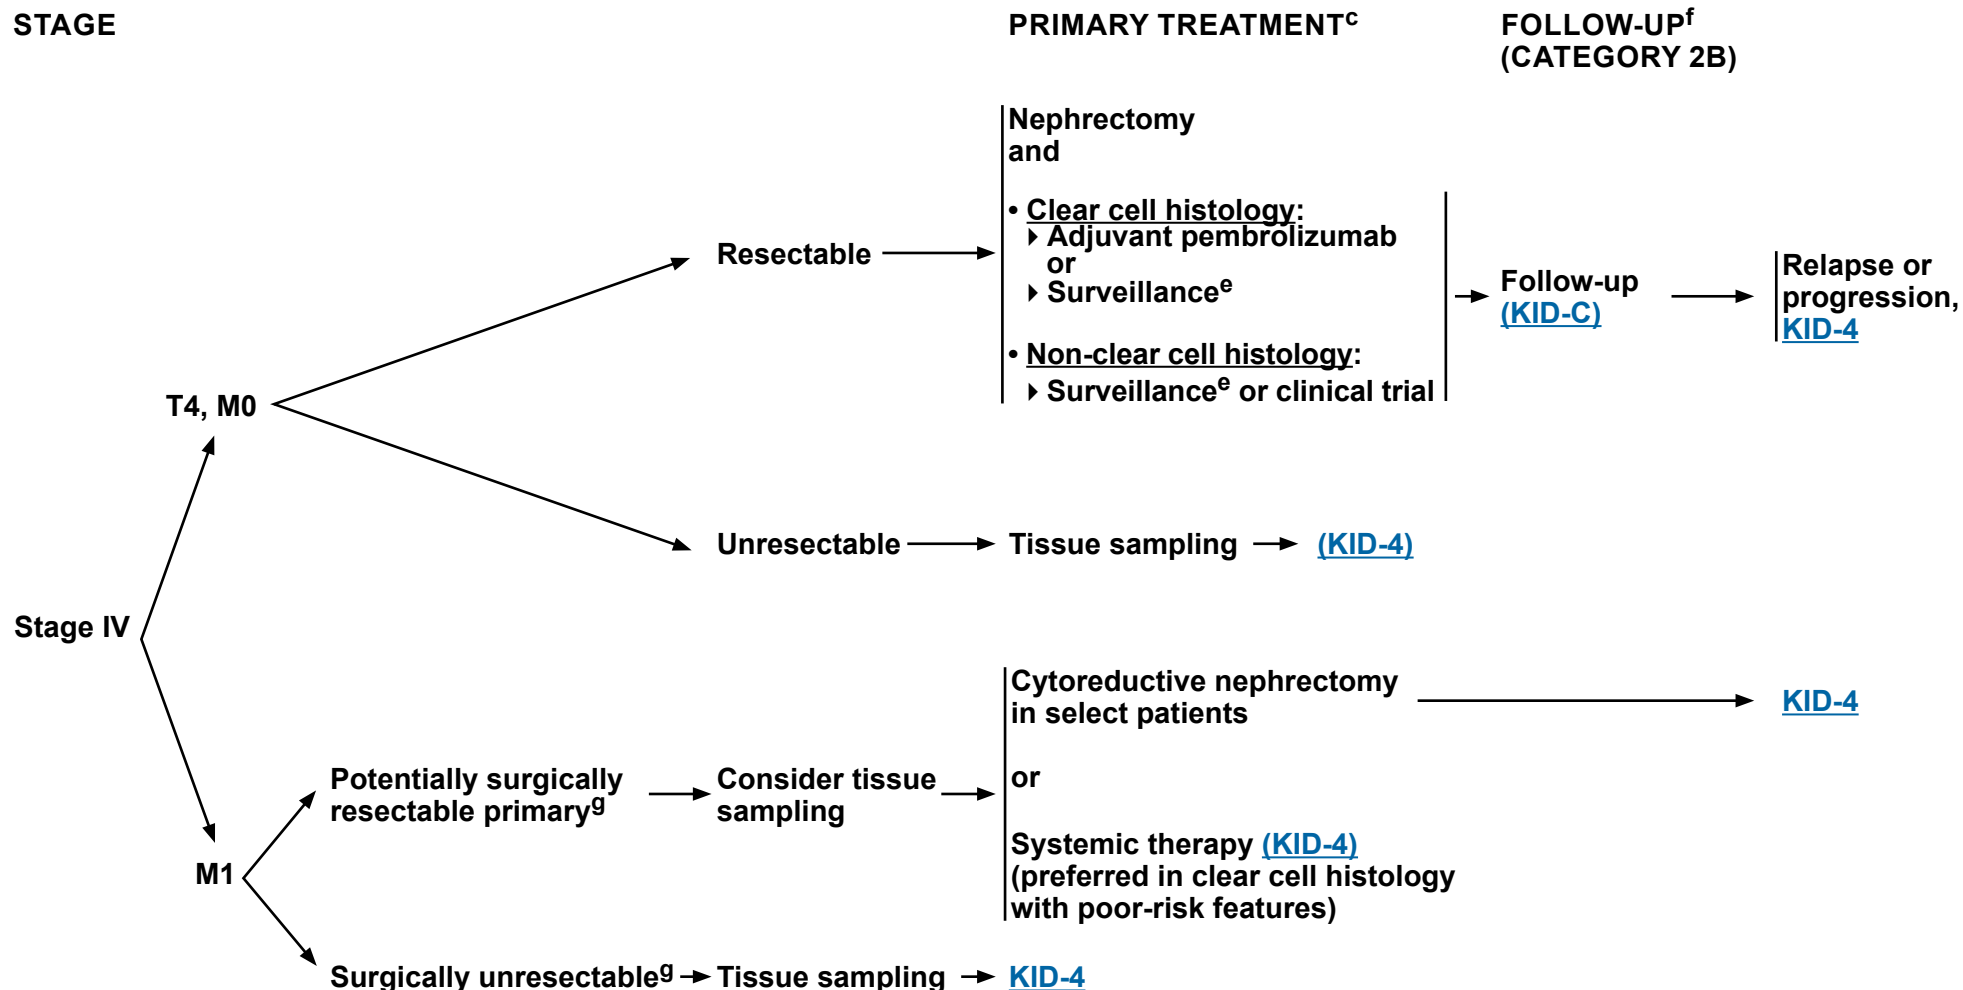 STAGE
PRIMARY TREATMENTc
FOLLOW-UPf
(CATEGORY 2B)
Nephrectomy
and
• Clear cell histology:
Adjuvant pembrolizumab
or
Surveillancee
• Non-clear cell histology:
Surveillancee or clinical trial
Resectable
Follow-up
(KID-C)
Relapse or
progression,
KID-4
T4, M0
Unresectable
Tissue sampling
(KID-4)
Stage IV
Cytoreductive nephrectomy
in select patients
KID-4
or
Potentially surgically
resectable primaryg
Consider tissue
sampling
Systemic therapy (KID-4)
(preferred in clear cell histology
with poor-risk features)
M1
Surgically unresectableg
Tissue sampling
KID-4